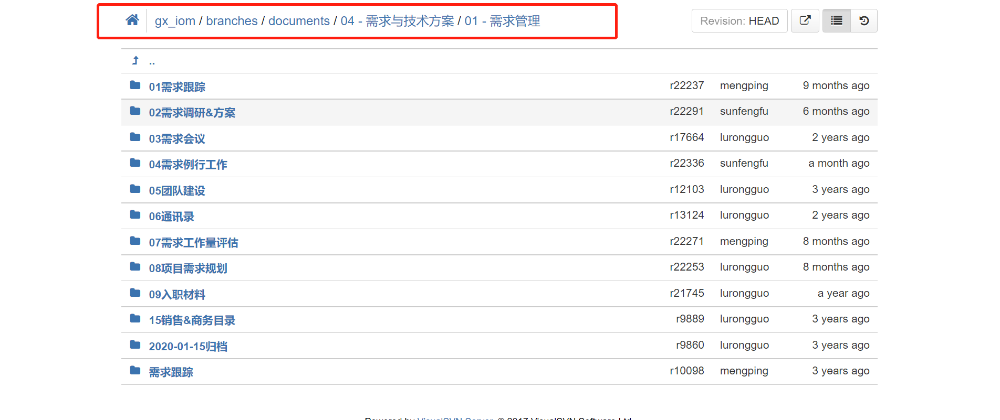 gx_iom / branches / documents / 04 - 需求与技术方案 / 01 - 需求管理 Revision: HEAD
..
01需求跟踪 r22237 mengping 9 months ago
02需求调研&方案 r22291 sunfengfu 6 months ago
03需求会议 r17664 lurongguo 2 years ago
04需求例行工作 r22336 sunfengfu a month ago
05团队建设 r12103 lurongguo 3 years ago
06通讯录 r13124 lurongguo 2 years ago
07需求工作量评估 r22271 mengping 8 months ago
08项目需求规划 r22253 lurongguo 8 months ago
09入职材料 r21745 lurongguo a year ago
15销售&商务目录 r9889 lurongguo 3 years ago
2020-01-15归档 r9860 lurongguo 3 years ago
需求跟踪 r10098 mengping 3 years ago
Powered by VisualSVN Server. © 2017 VisualSVN Software Ltd.